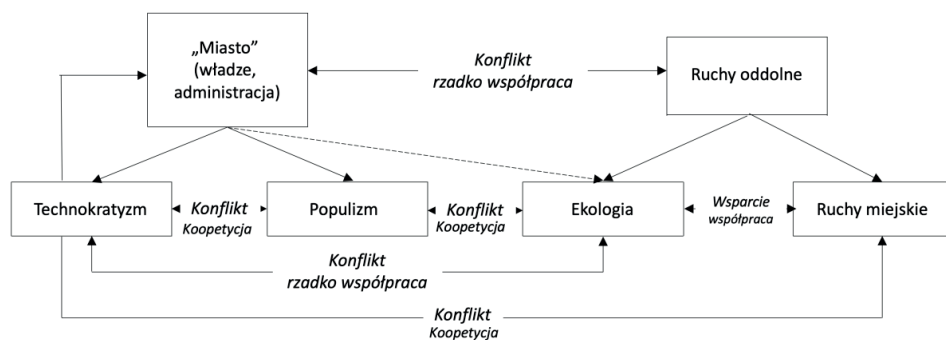 „Miasto”
(władze,
administracja)
Konflikt
rzadko współpraca
Ruchy oddolne
Technokratyzm
Konflikt
Koopetycja
Populizm
Konflikt
Koopetycja
Ekologia
Wsparcie
współpraca
Ruchy miejskie
Konflikt
rzadko współpraca
Konflikt
Koopetycja